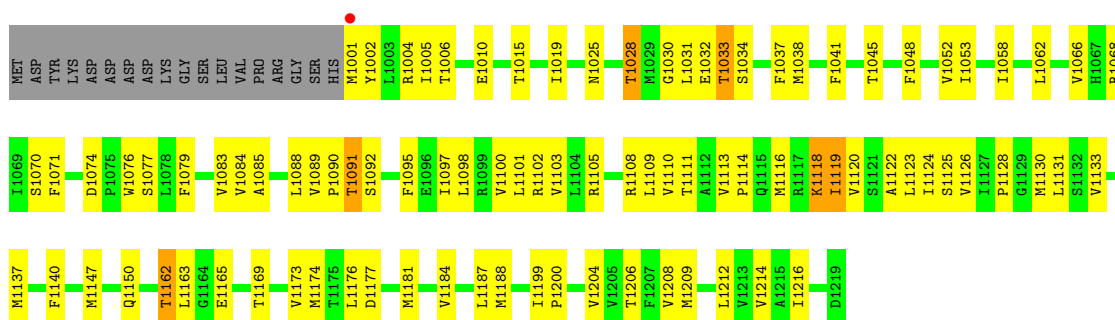 MET ASP TYR LYS ASP ASP ASP ASP LYS GLY SER LEU VAL PRO ARG GLY SER HIS M1001 Y1002 L1003 R1004 I1005 T1006 E1010 T1015 I1019 N1025 T1028 M1029 G1030 L1031 E1032 T1033 S1034 F1037 M1038 F1041 T1045 F1048 V1052 I1053 I1058 L1062 V1066 H1067 R1068
I1069 S1070 F1071 D1074 P1075 W1076 S1077 L1078 F1079 V1083 V1084 A1085 L1088 V1089 P1090 T1091 S1092 F1095 E1096 I1097 L1098 R1099 V1100 L1101 R1102 V1103 L1104 R1105 R1108 L1109 V1110 T1111 A1112 V1113 P1114 Q1115 M1116 R1117 K1118 I1119 V1120 S1121 A1122 L1123 I1124 S1125 V1126 I1127 P1128 G1129 M1130 L1131 S1132 V1133
M1137 F1140 M1147 Q1150 T1162 L1163 G1164 E1165 T1169 V1173 M1174 T1175 L1176 D1177 M1181 V1184 L1187 M1188 I1199 P1200 V1204 V1205 T1206 F1207 V1208 M1209 L1212 V1213 V1214 A1215 I1216 D1219